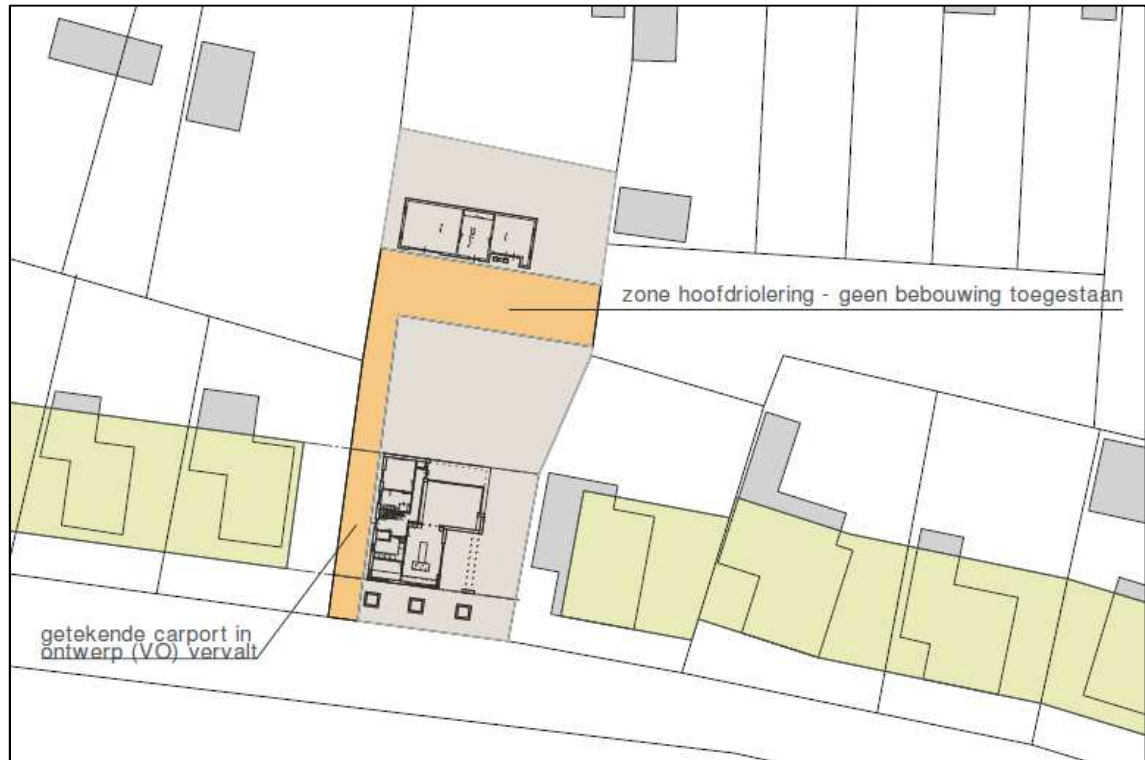 zone hoofdriolering - geen bebouwing toegestaan
getekende carport in
ontwerp (VO) vervalt